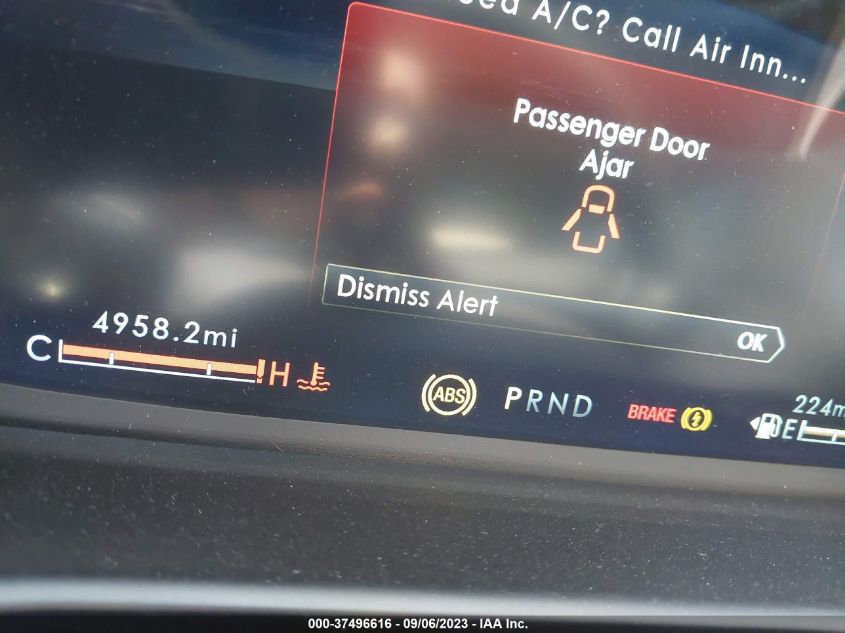 A/C? Call Air Inn...
Passenger Door
Ajar
Dismiss Alert
OK
4958.2mi
C
H
ABS
PRND
BRAKE
224m
E
000-37496616 - 09/06/2023 - IAA Inc.